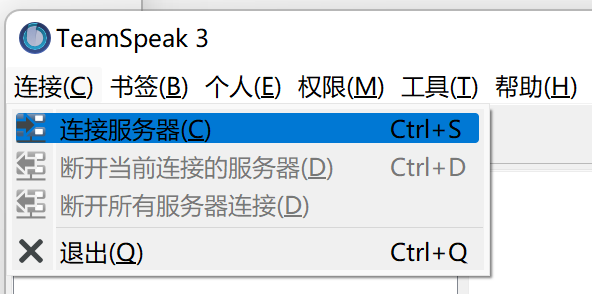 TeamSpeak 3
连接(C) 书签(B) 个人(E) 权限(M) 工具(T) 帮助(H)
连接服务器(C) Ctrl+S
断开当前连接的服务器(D) Ctrl+D
断开所有服务器连接(D)
退出(Q) Ctrl+Q